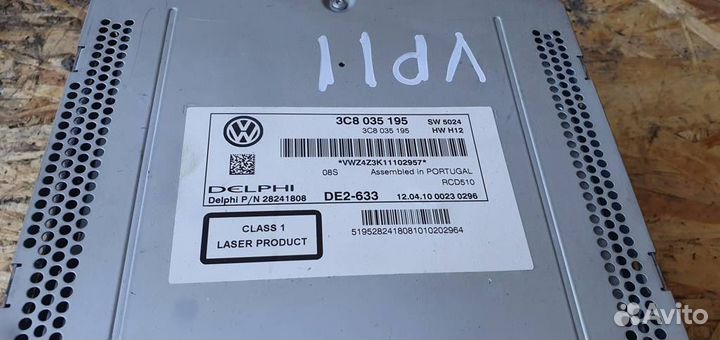 VP11
3C8 035 195 SW 5024
3C8 035 195 HW H12
*VWZ4Z3K11102957*
08S Assembled in PORTUGAL
RCD510
DELPHI
Delphi P/N 28241808 DE2-633 12.04.10 0023 0296
CLASS 1
LASER PRODUCT
5195282418081010202964
Avito